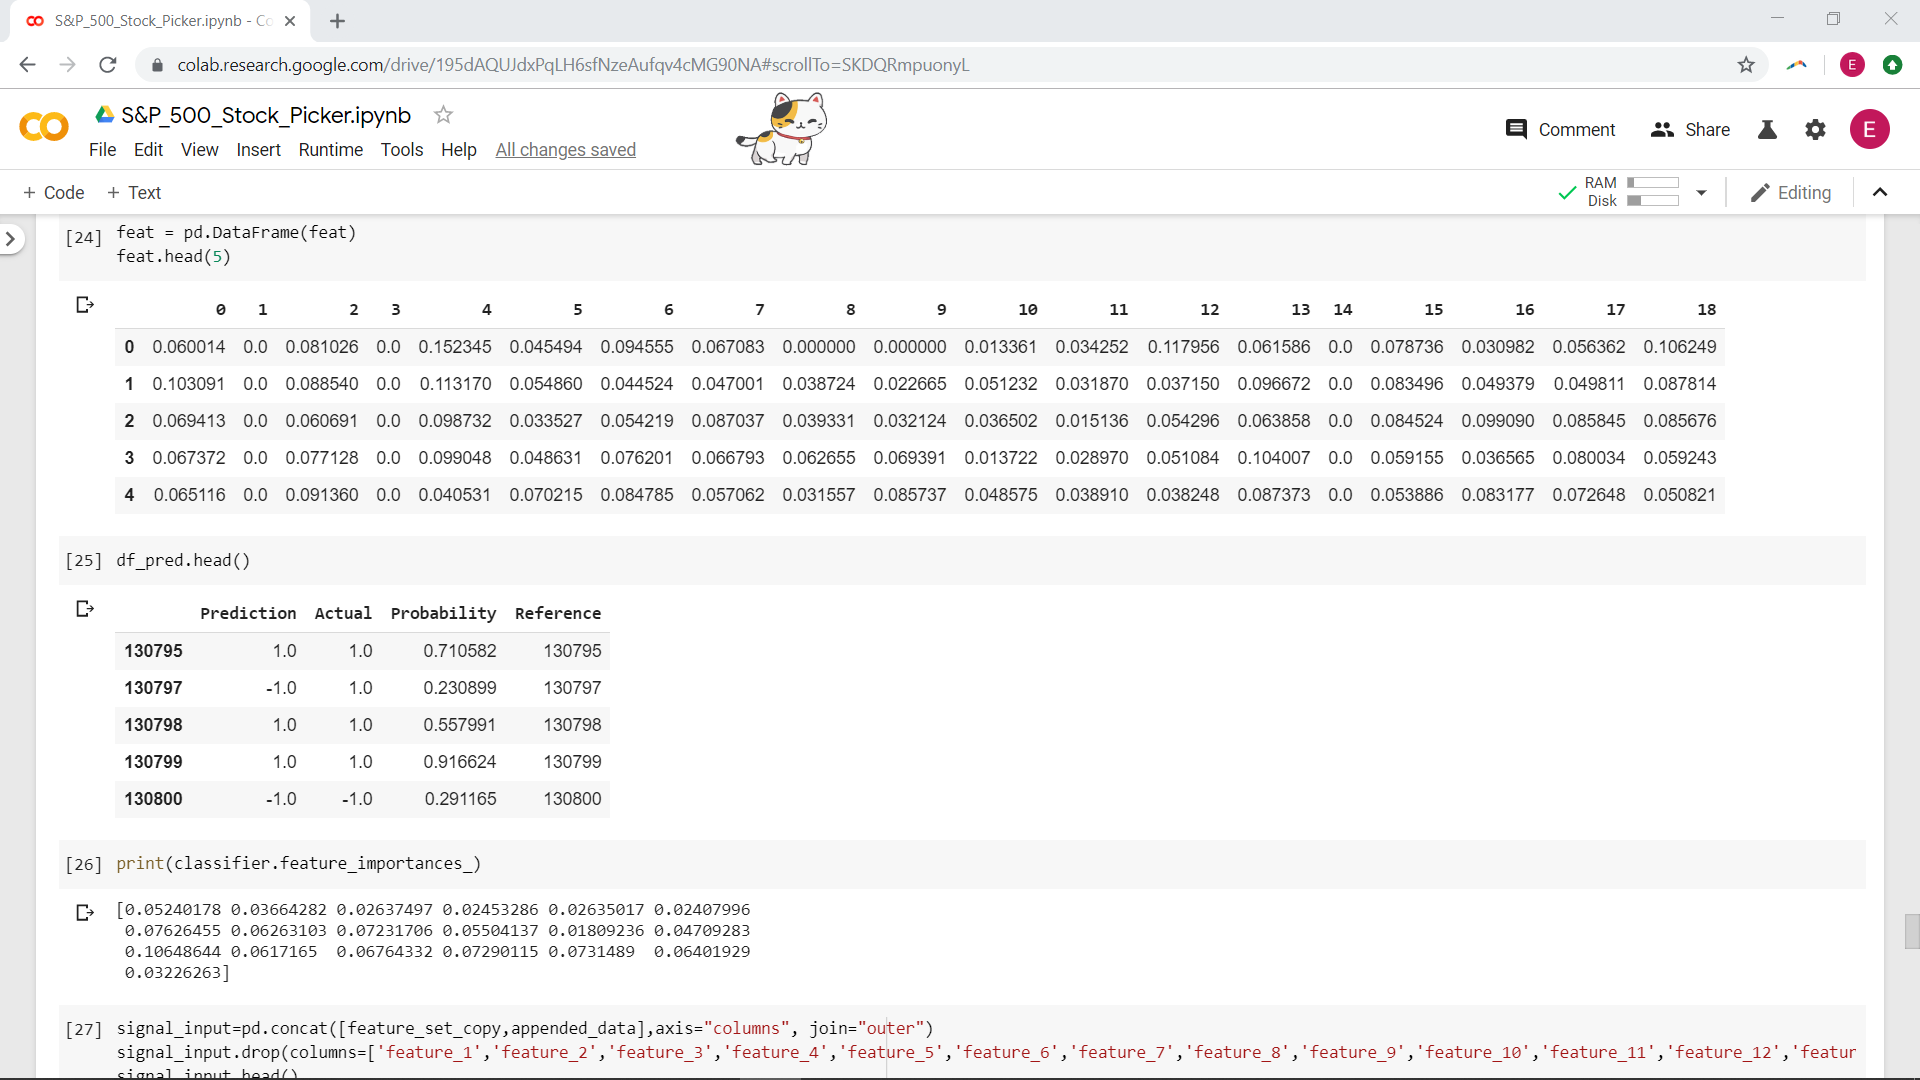 S&P_500_Stock_Picker.ipynb - Co
colab.research.google.com/drive/195dAQUJdxPqLH6sfNzeAufqv4cMG90NA#scrollTo=SKDQRmpuonyL
E
S&P_500_Stock_Picker.ipynb
Comment Share E
File Edit View Insert Runtime Tools Help All changes saved
+ Code + Text
RAM
Disk
Editing
[24] feat = pd.DataFrame(feat)
feat.head(5)
0 1 2 3 4 5 6 7 8 9 10 11 12 13 14 15 16 17 18
0 0.060014 0.0 0.081026 0.0 0.152345 0.045494 0.094555 0.067083 0.000000 0.000000 0.013361 0.034252 0.117956 0.061586 0.0 0.078736 0.030982 0.056362 0.106249
1 0.103091 0.0 0.088540 0.0 0.113170 0.054860 0.044524 0.047001 0.038724 0.022665 0.051232 0.031870 0.037150 0.096672 0.0 0.083496 0.049379 0.049811 0.087814
2 0.069413 0.0 0.060691 0.0 0.098732 0.033527 0.054219 0.087037 0.039331 0.032124 0.036502 0.015136 0.054296 0.063858 0.0 0.084524 0.099090 0.085845 0.085676
3 0.067372 0.0 0.077128 0.0 0.099048 0.048631 0.076201 0.066793 0.062655 0.069391 0.013722 0.028970 0.051084 0.104007 0.0 0.059155 0.036565 0.080034 0.059243
4 0.065116 0.0 0.091360 0.0 0.040531 0.070215 0.084785 0.057062 0.031557 0.085737 0.048575 0.038910 0.038248 0.087373 0.0 0.053886 0.083177 0.072648 0.050821
[25] df_pred.head()
Prediction Actual Probability Reference
130795 1.0 1.0 0.710582 130795
130797 -1.0 1.0 0.230899 130797
130798 1.0 1.0 0.557991 130798
130799 1.0 1.0 0.916624 130799
130800 -1.0 -1.0 0.291165 130800
[26] print(classifier.feature_importances_)
[0.05240178 0.03664282 0.02637497 0.02453286 0.02635017 0.02407996
0.07626455 0.06263103 0.07231706 0.05504137 0.01809236 0.04709283
0.10648644 0.0617165 0.06764332 0.07290115 0.0731489 0.06401929
0.03226263]
[27] signal_input=pd.concat([feature_set_copy,appended_data],axis="columns", join="outer")
signal_input.drop(columns=['feature_1','feature_2','feature_3','feature_4','feature_5','feature_6','feature_7','feature_8','feature_9','feature_10','feature_11','feature_12','featur
signal_input.head()